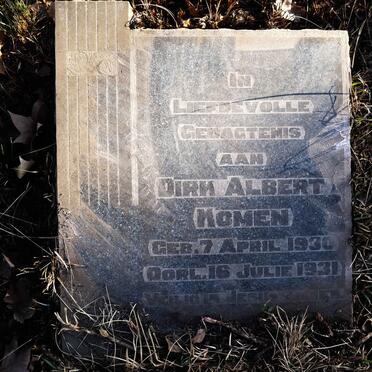 IN
LIEFDEVOLLE
GEDAGTENIS
AAN
DIRK ALBERT
KOMEN
GEB. 7 APRIL 1930
OORL. 16 JULIE 1931